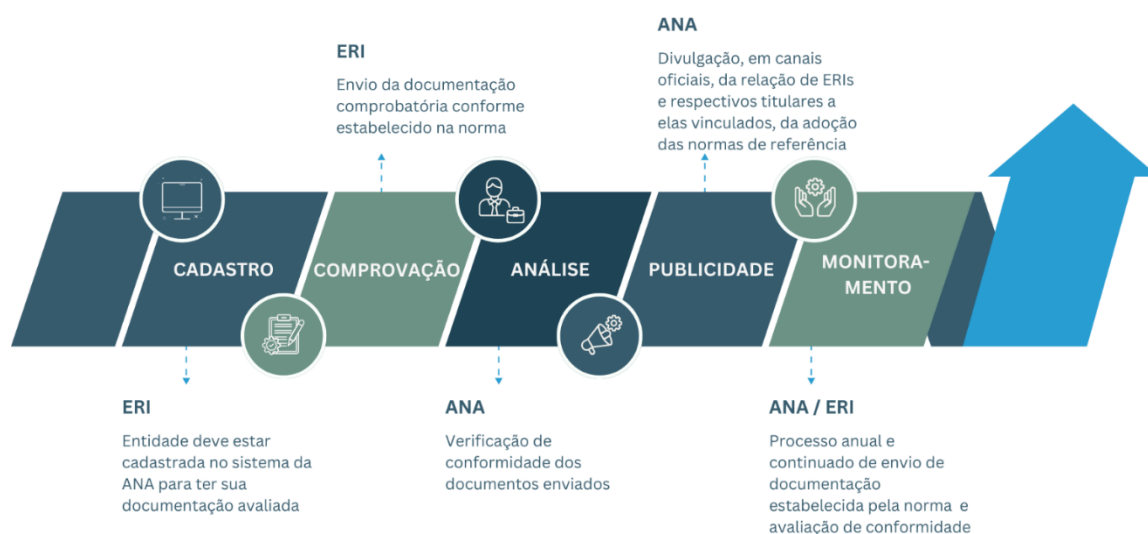 ERI
Envio da documentação
comprobatória conforme
estabelecido na norma
ANA
Divulgação, em canais
oficiais, da relação de ERIs
e respectivos titulares a
elas vinculados, da adoção
das normas de referência
CADASTRO
COMPROVAÇÃO
ANÁLISE
PUBLICIDADE
MONITORA-
MENTO
ERI
Entidade deve estar
cadastrada no sistema da
ANA para ter sua
documentação avaliada
ANA
Verificação de
conformidade dos
documentos enviados
ANA / ERI
Processo anual e
continuado de envio de
documentação
estabelecida pela norma e
avaliação de conformidade